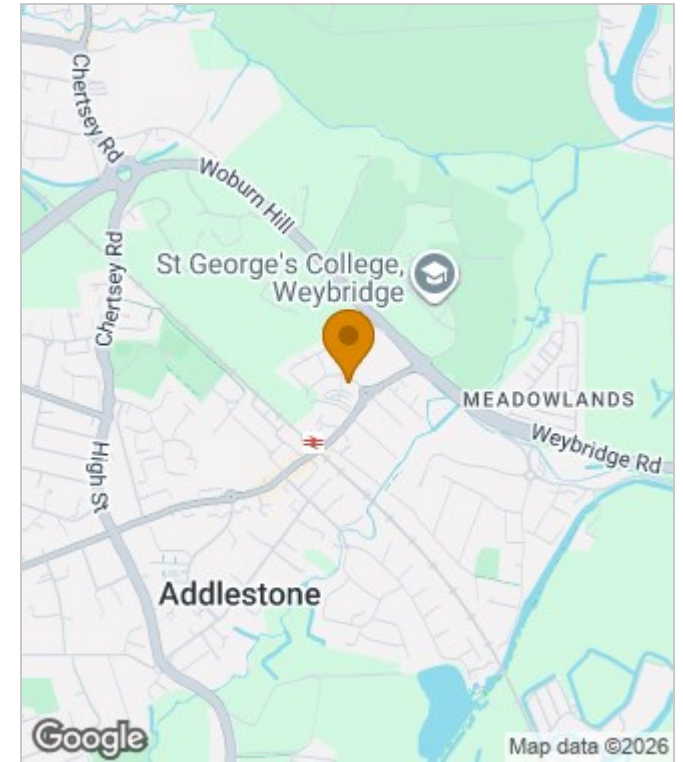 Chertsey Rd
Woburn Hill
St George's College,
Weybridge
Chertsey Rd
MEADOWLANDS
Weybridge Rd
High St
Addlestone
Google
Map data ©2026